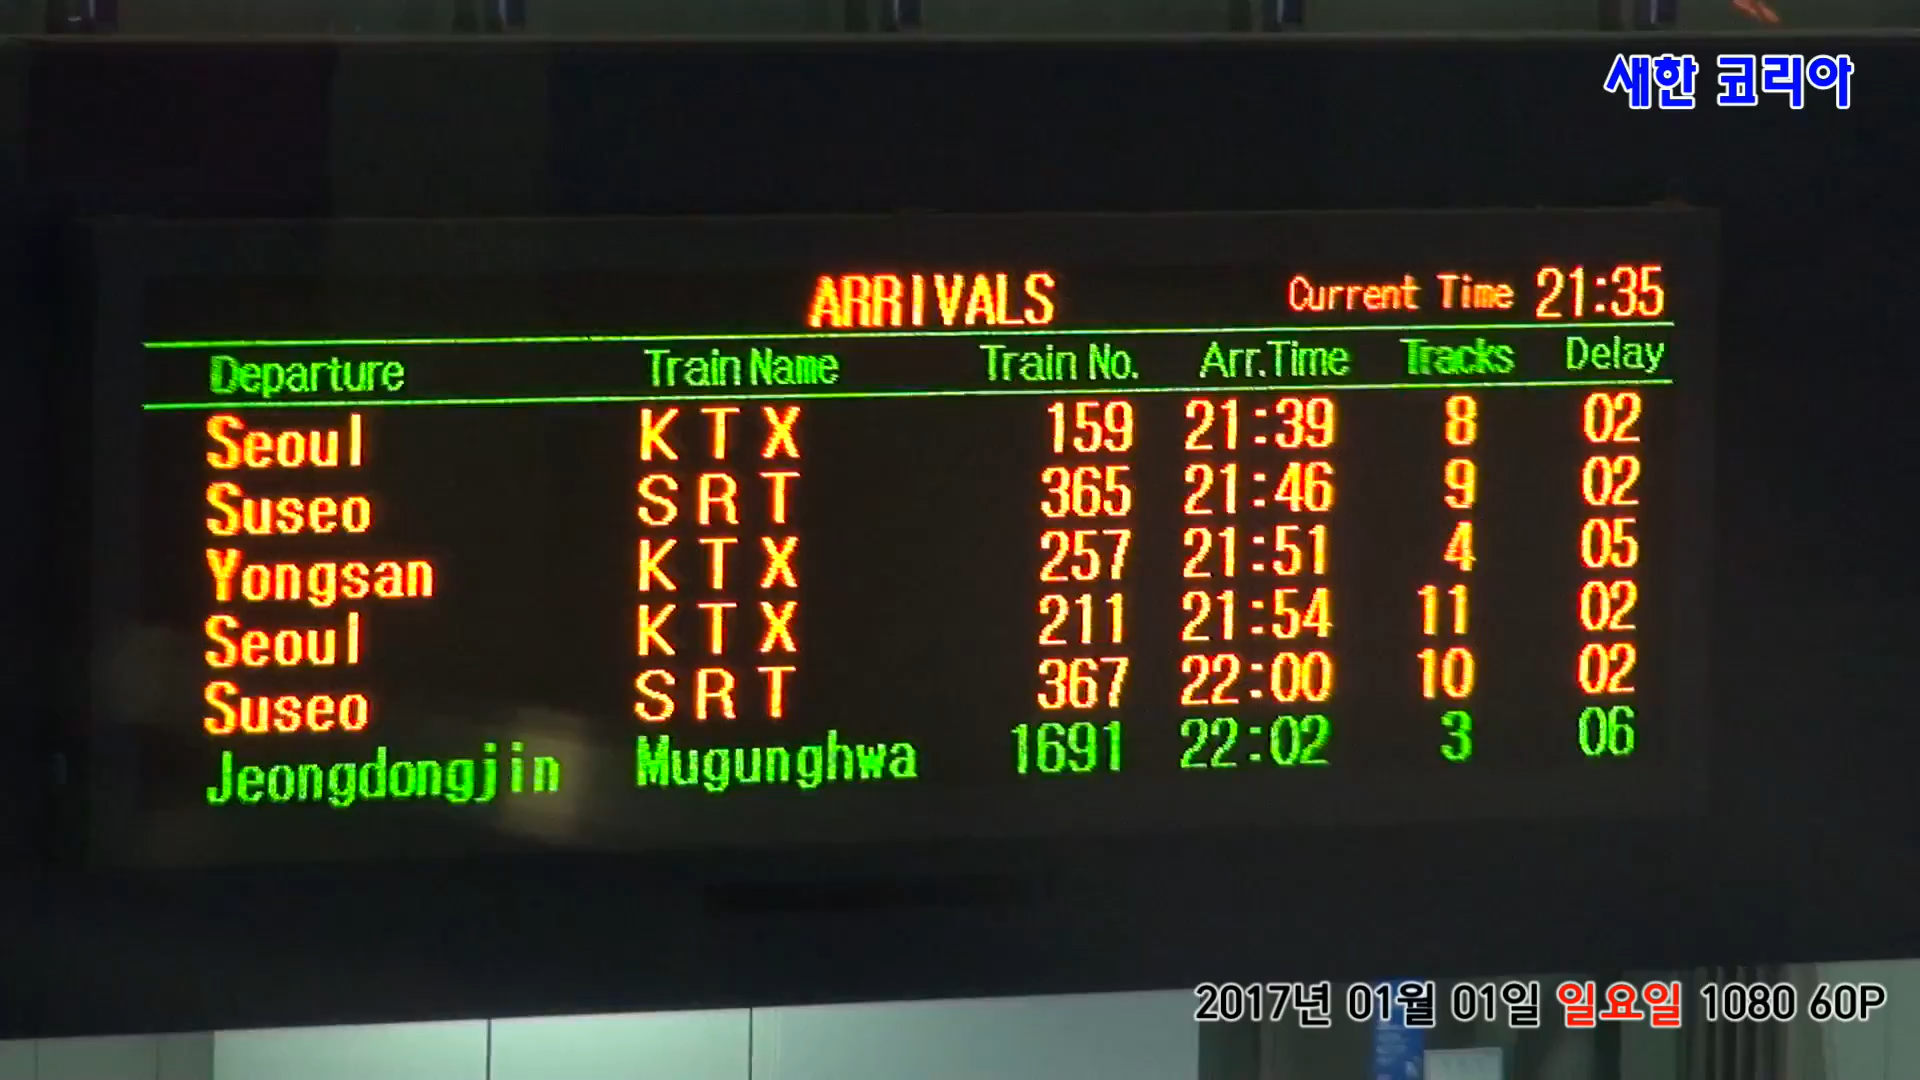 새한 코리아
ARRIVALS Current Time 21:35
Departure Train Name Train No. Arr.Time Tracks Delay
Seoul KTX 159 21:39 8 02
Suseo SRT 365 21:46 9 02
Yongsan KTX 257 21:51 4 05
Seoul KTX 211 21:54 11 02
Suseo SRT 367 22:00 10 02
Jeongdongjin Mugunghwa 1691 22:02 3 06
2017년 01월 01일 일요일 1080 60P